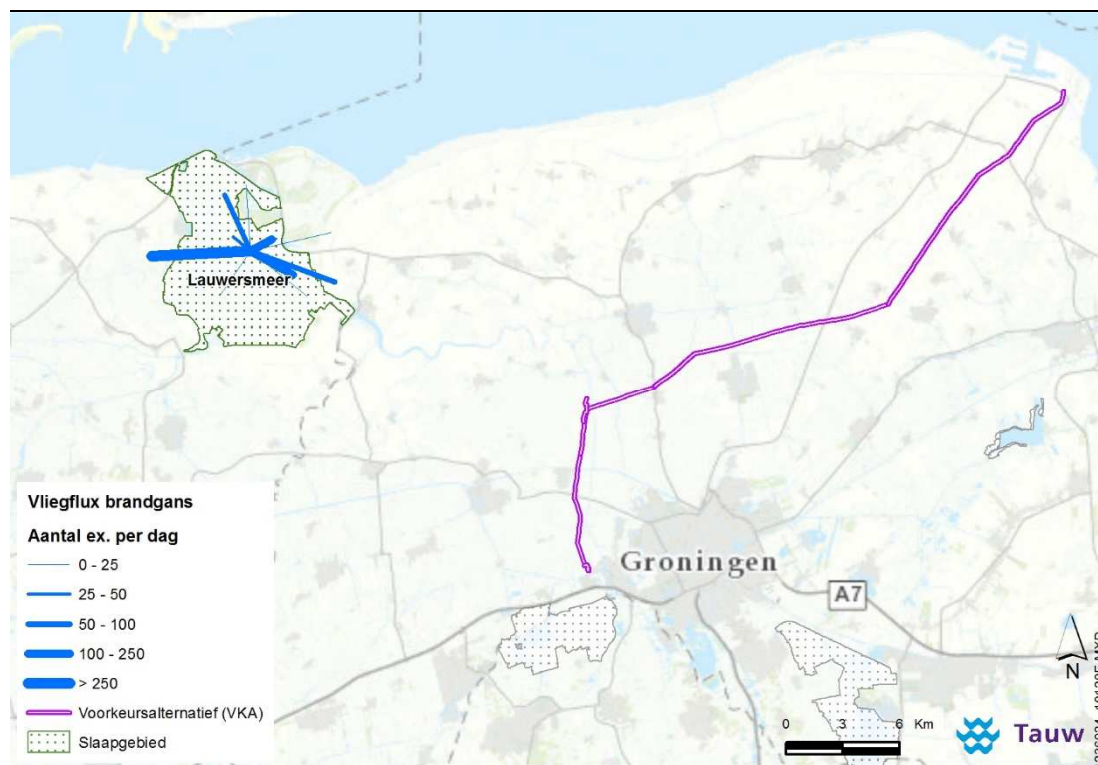 Lauwersmeer
Groningen
A7
Vliegflux brandgans
Aantal ex. per dag
0 - 25
25 - 50
50 - 100
100 - 250
> 250
Voorkeursalternatief (VKA)
Slaapgebied
0 3 6 Km
N
Tauw